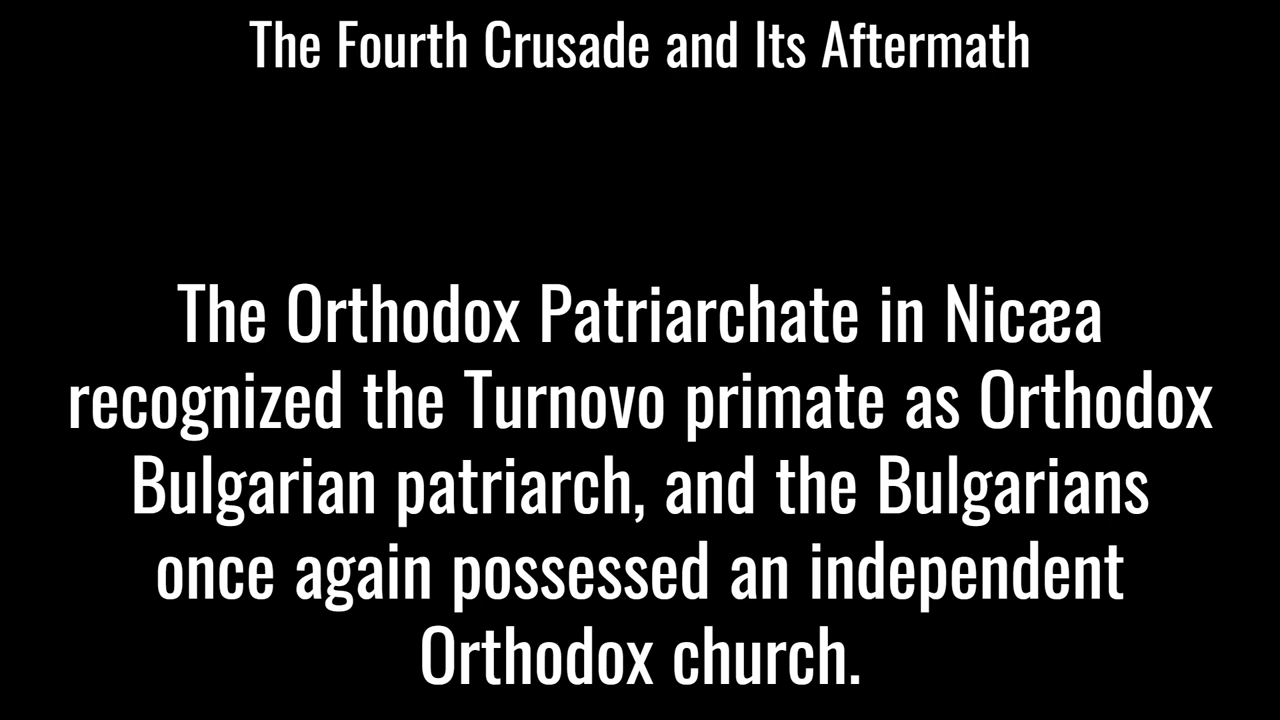 The Fourth Crusade and Its Aftermath
The Orthodox Patriarchate in Nicæa
recognized the Turnovo primate as Orthodox
Bulgarian patriarch, and the Bulgarians
once again possessed an independent
Orthodox church.